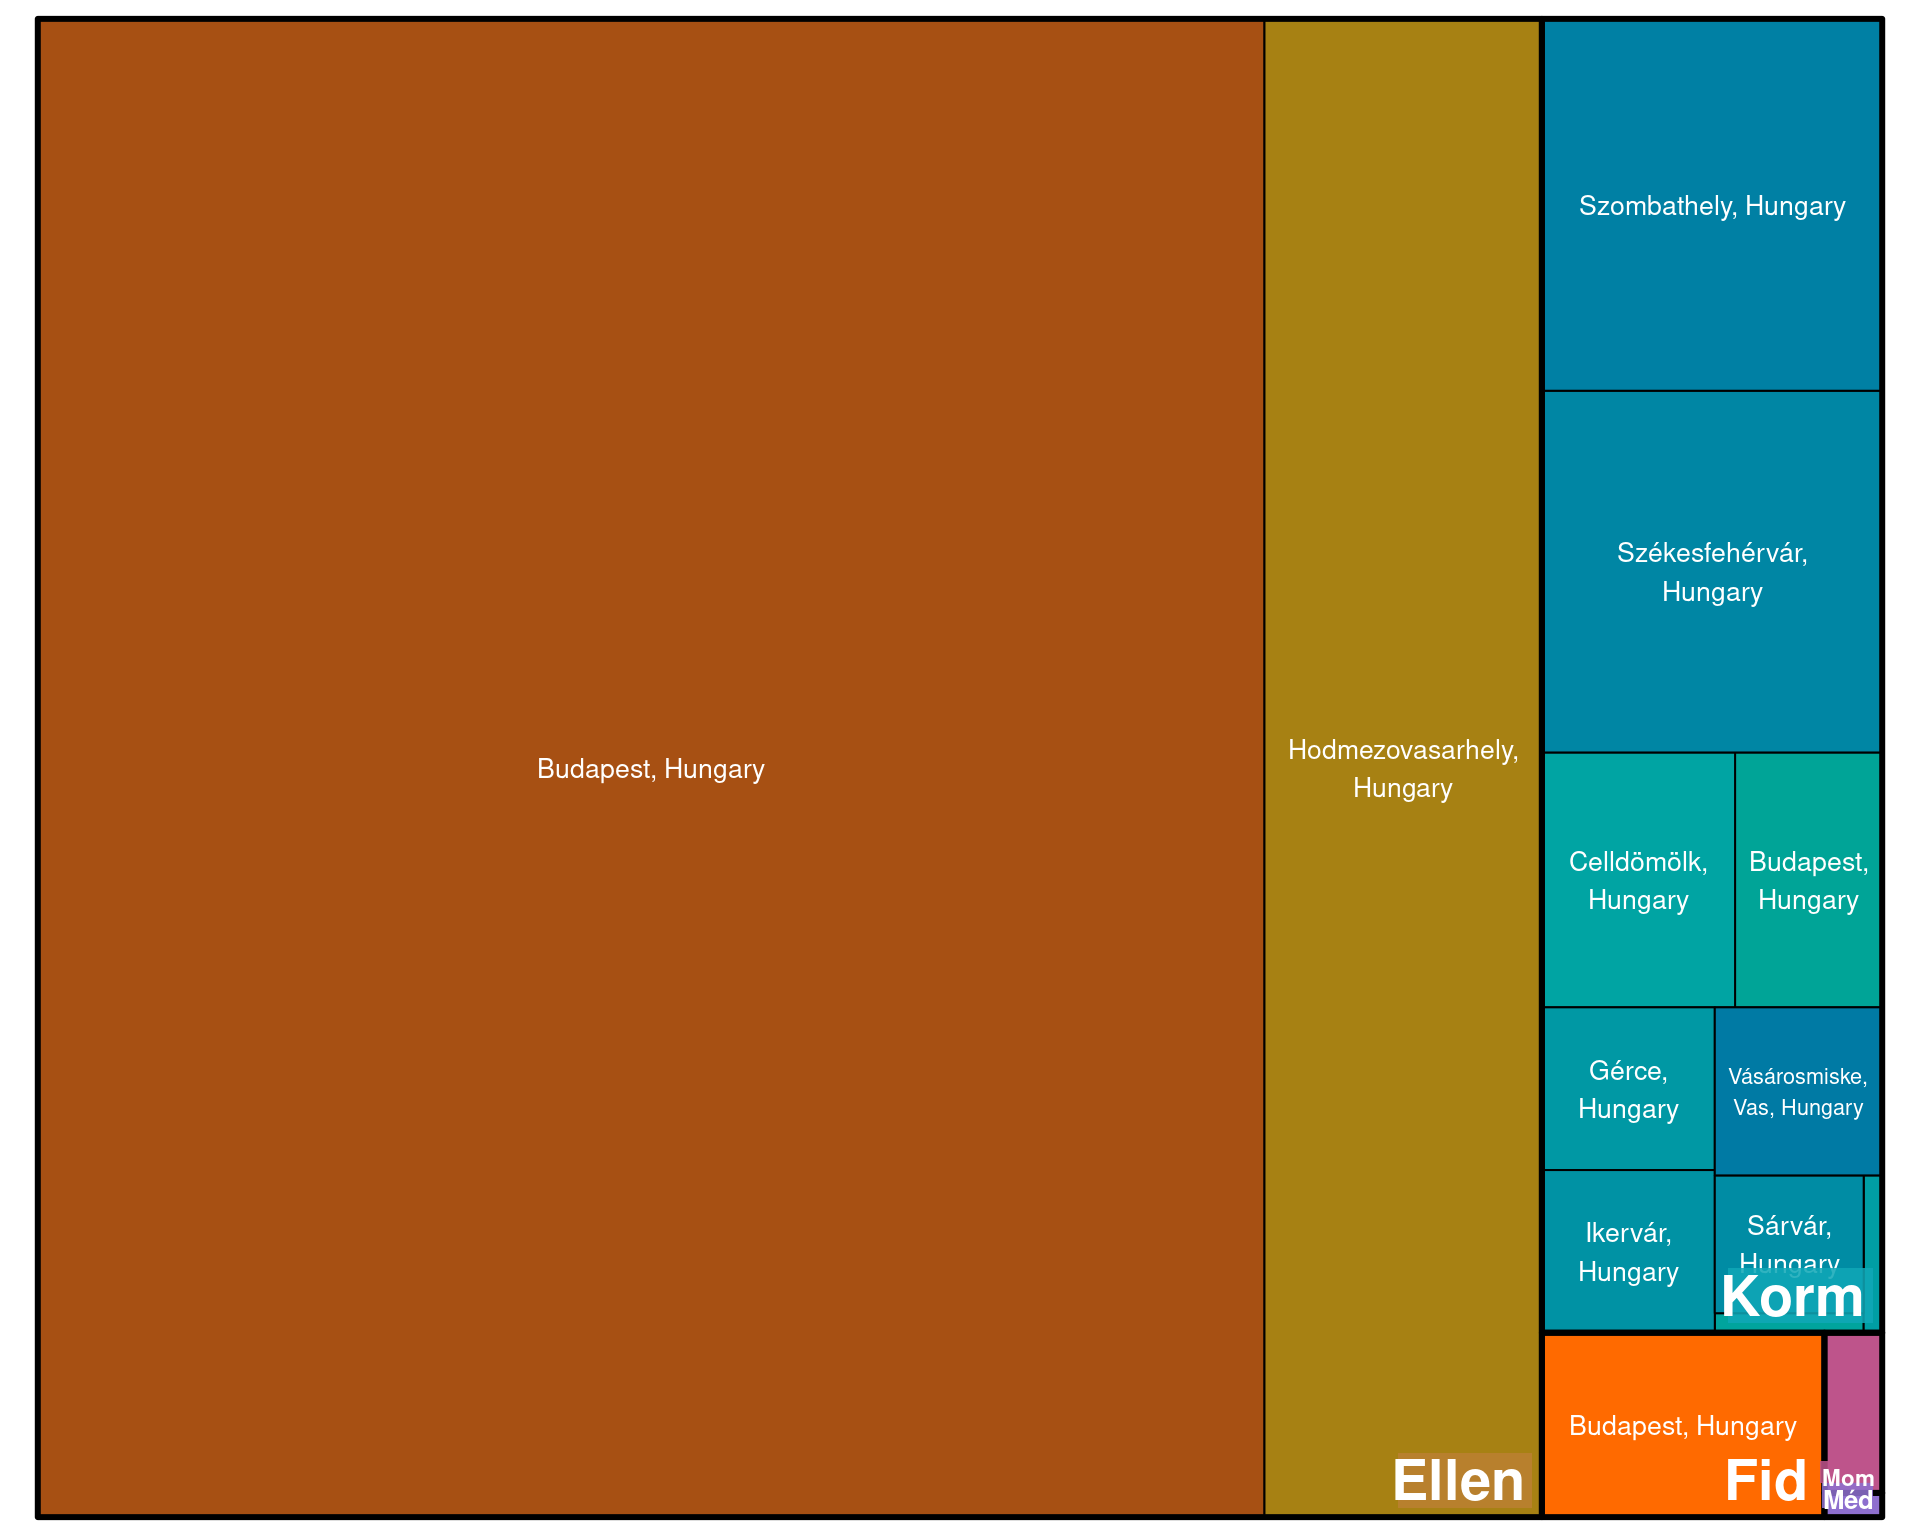 Budapest, Hungary
Hodmezovasarhely,
Hungary
Ellen
Szombathely, Hungary
Székesfehérvár,
Hungary
Celldömölk,
Hungary
Budapest,
Hungary
Gérce,
Hungary
Vásárosmiske,
Vas, Hungary
Ikervár,
Hungary
Sárvár,
Hungary
Korm
Budapest, Hungary
Fid
Mom
Méd